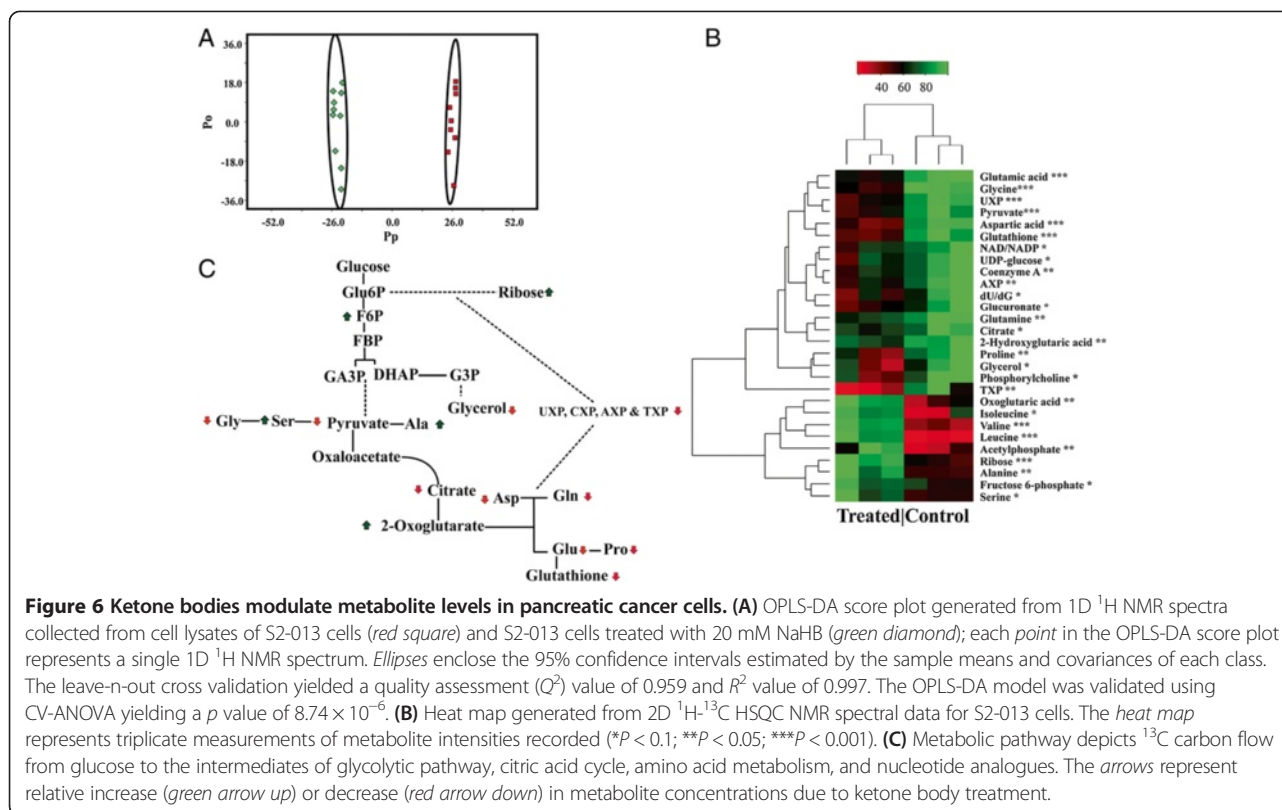 A
36.0
18.0
0.0
-18.0
-36.0
Po
-52.0 -26.0 0.0 26.0 52.0
Pp
B
40 60 80
Glutamic acid ***
Glycine***
UXP ***
Pyruvate***
Aspartic acid ***
Glutathione ***
NAD/NADP *
UDP-glucose *
Coenzyme A **
AXP **
dU/dG *
Glucuronate *
Glutamine **
Citrate *
2-Hydroxyglutaric acid **
Proline **
Glycerol *
Phosphorylcholine *
TXP **
Oxoglutaric acid **
Isoleucine *
Valine ***
Leucine ***
Acetylphosphate **
Ribose ***
Alanine **
Fructose 6-phosphate *
Serine *
Treated|Control
C
Glucose
Glu6P
Ribose
F6P
FBP
GA3P, DHAP G3P
Glycerol
UXP, CXP, AXP & TXP
Gly Ser Pyruvate Ala
Oxaloacetate
Citrate Asp Gln
2-Oxoglutarate
Glu Pro
Glutathione
Figure 6 Ketone bodies modulate metabolite levels in pancreatic cancer cells. (A) OPLS-DA score plot generated from 1D ¹H NMR spectra
collected from cell lysates of S2-013 cells (red square) and S2-013 cells treated with 20 mM NaHB (green diamond); each point in the OPLS-DA score plot
represents a single 1D ¹H NMR spectrum. Ellipses enclose the 95% confidence intervals estimated by the sample means and covariances of each class.
The leave-n-out cross validation yielded a quality assessment (Q²) value of 0.959 and R² value of 0.997. The OPLS-DA model was validated using
CV-ANOVA yielding a p value of 8.74 × 10⁻⁶. (B) Heat map generated from 2D ¹H-¹³C HSQC NMR spectral data for S2-013 cells. The heat map
represents triplicate measurements of metabolite intensities recorded (*P < 0.1; **P < 0.05; ***P < 0.001). (C) Metabolic pathway depicts ¹³C carbon flow
from glucose to the intermediates of glycolytic pathway, citric acid cycle, amino acid metabolism, and nucleotide analogues. The arrows represent
relative increase (green arrow up) or decrease (red arrow down) in metabolite concentrations due to ketone body treatment.